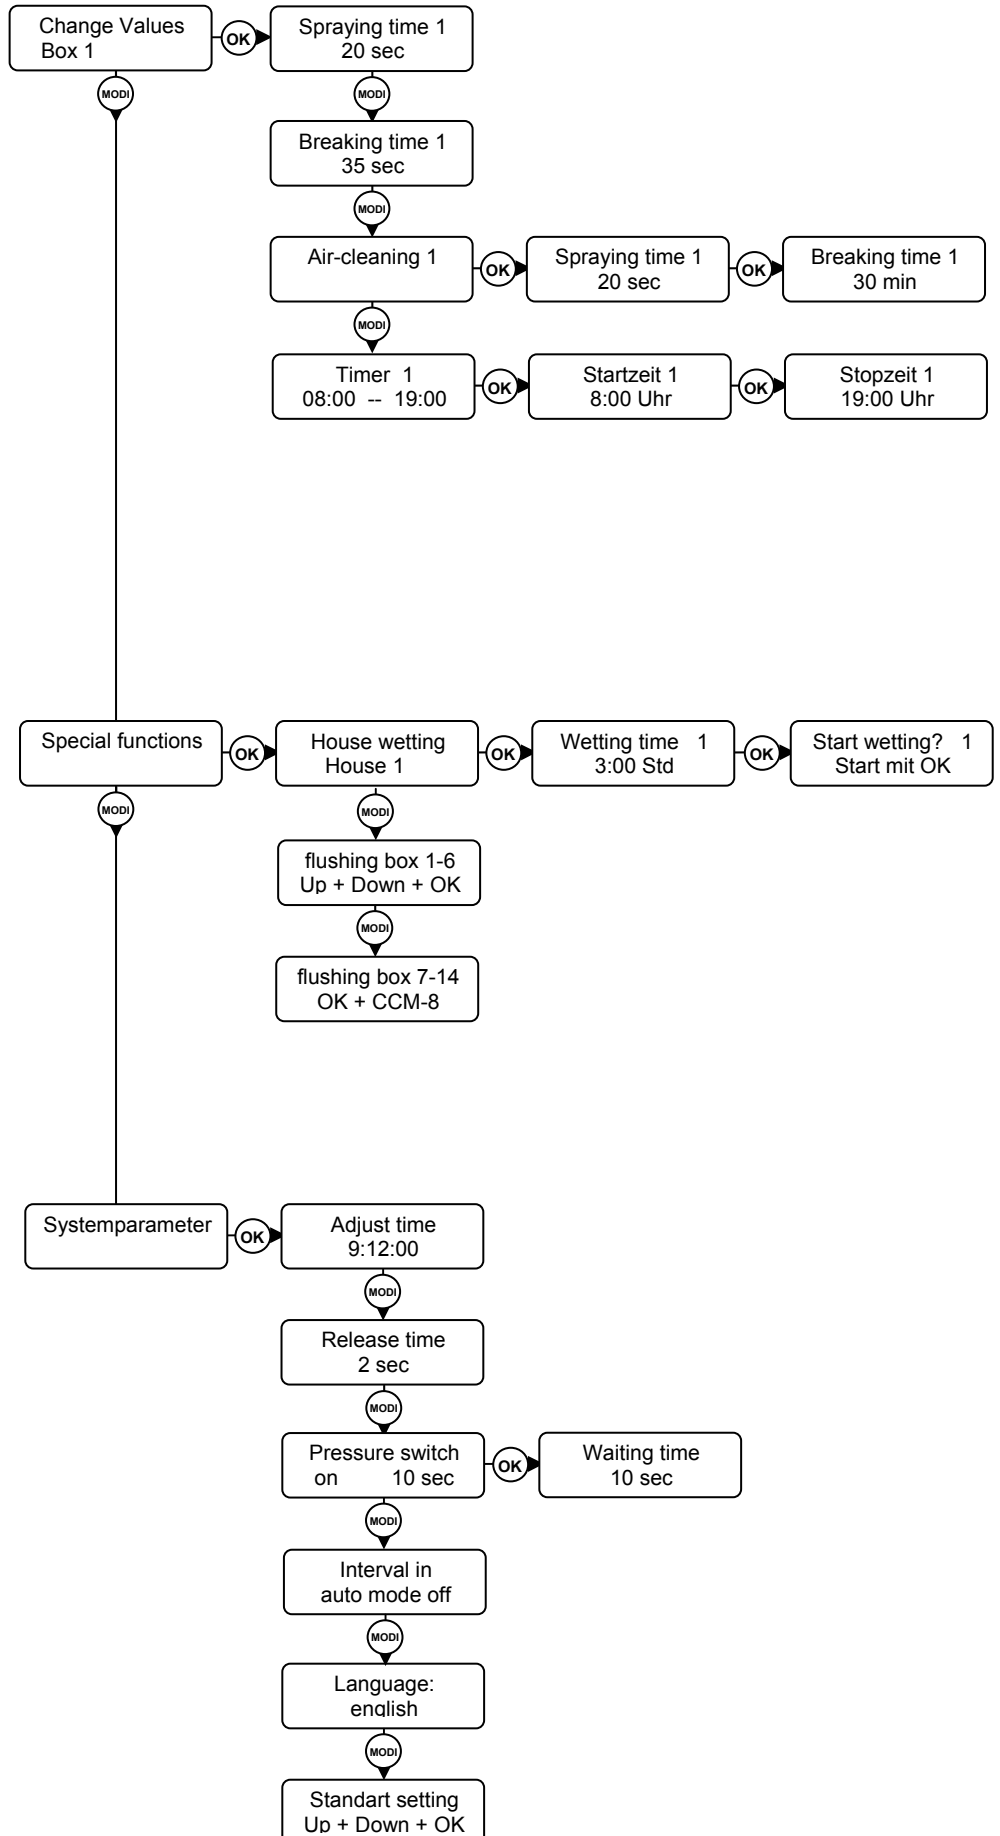 Change Values
Box 1
OK
Spraying time 1
20 sec
MODI
MODI
Breaking time 1
35 sec
MODI
Air-cleaning 1
OK
Spraying time 1
20 sec
OK
Breaking time 1
30 min
MODI
Timer 1
08:00 -- 19:00
OK
Startzeit 1
8:00 Uhr
OK
Stopzeit 1
19:00 Uhr
Special functions
OK
House wetting
House 1
OK
Wetting time 1
3:00 Std
OK
Start wetting? 1
Start mit OK
MODI
MODI
flushing box 1-6
Up + Down + OK
MODI
flushing box 7-14
OK + CCM-8
Systemparameter
OK
Adjust time
9:12:00
MODI
Release time
2 sec
MODI
Pressure switch
on 10 sec
OK
Waiting time
10 sec
MODI
Interval in
auto mode off
MODI
Language:
english
MODI
Standart setting
Up + Down + OK